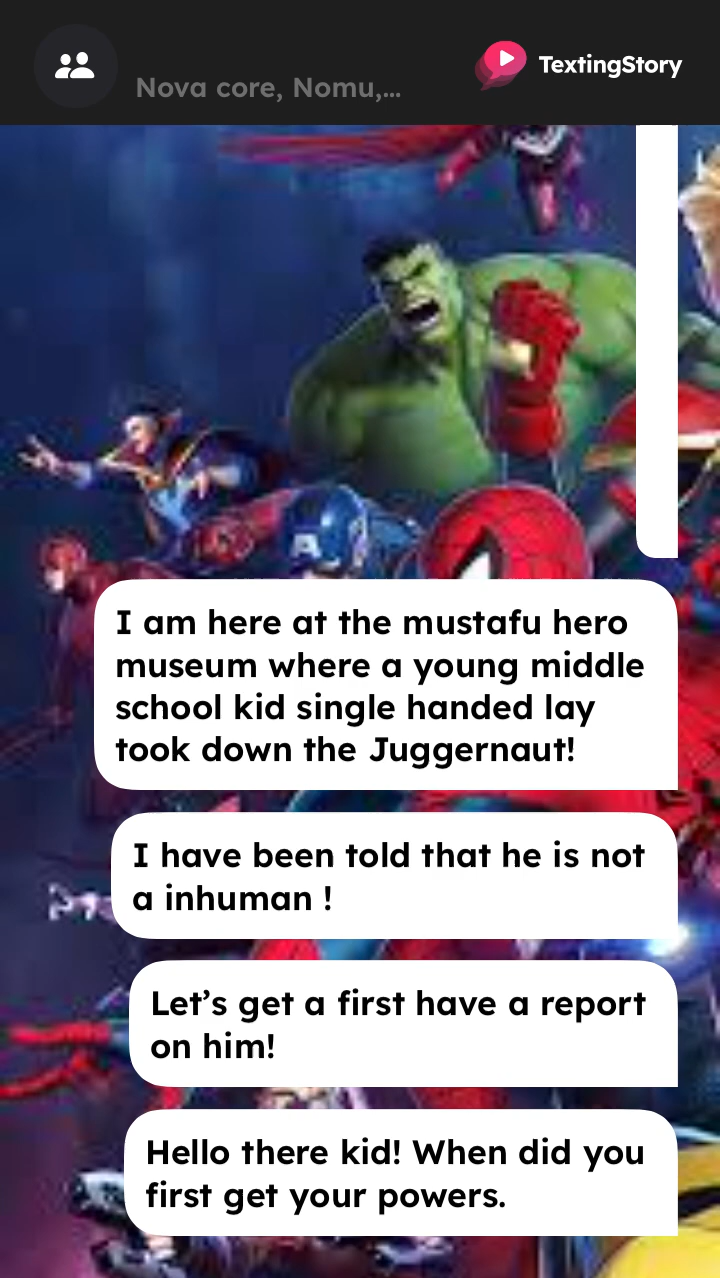 Nova core, Nomu,...
TextingStory
I am here at the mustafu hero
museum where a young middle
school kid single handed lay
took down the Juggernaut!
I have been told that he is not
a inhuman !
Let’s get a first have a report
on him!
Hello there kid! When did you
first get your powers.
A